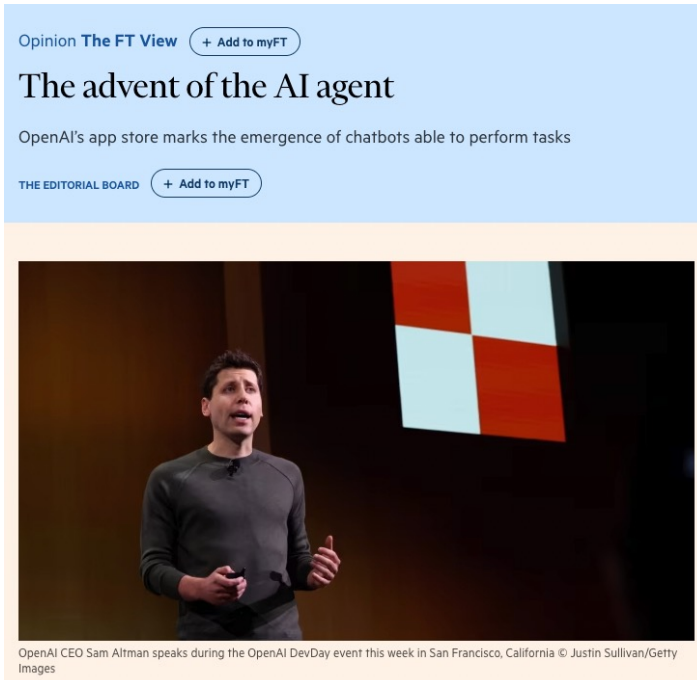 Opinion The FT View + Add to myFT
The advent of the AI agent
OpenAI's app store marks the emergence of chatbots able to perform tasks
THE EDITORIAL BOARD + Add to myFT
OpenAI CEO Sam Altman speaks during the OpenAI DevDay event this week in San Francisco, California © Justin Sullivan/Getty
Images